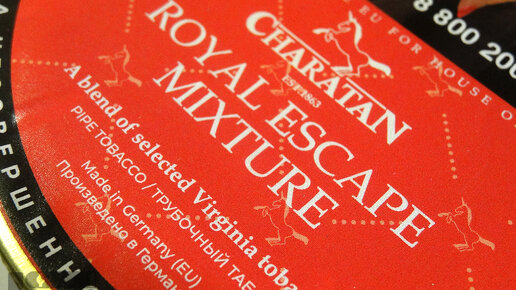 EU FOR HOUSE O
8 800 200
CHARATAN
EST. 1863
ROYAL ESCAPE
MIXTURE
A blend of selected Virginia toba
PIPE TOBACCO / ТРУБОЧНЫЙ ТАБ
Made in Germany (EU)
Произведено в Герман
ОВЕРШЕННО